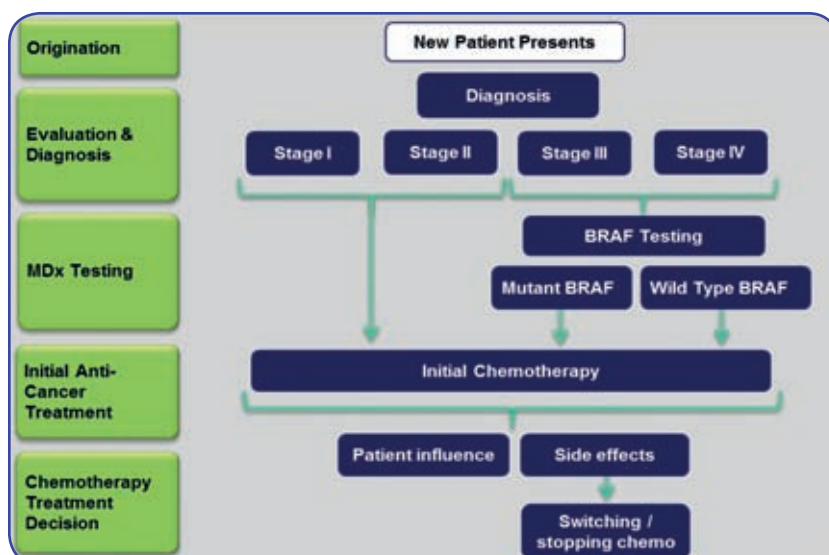 Origination
New Patient Presents
Diagnosis
Evaluation &
Diagnosis
Stage I
Stage II
Stage III
Stage IV
BRAF Testing
MDx Testing
Mutant BRAF
Wild Type BRAF
Initial Anti-
Cancer
Treatment
Initial Chemotherapy
Patient influence
Side effects
Chemotherapy
Treatment
Decision
Switching /
stopping chemo